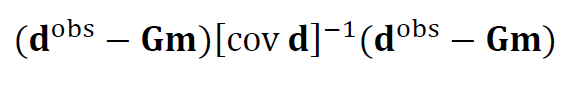 (𝐝ᵒᵇˢ − 𝐆𝐦)[cov 𝐝]⁻¹(𝐝ᵒᵇˢ − 𝐆𝐦)